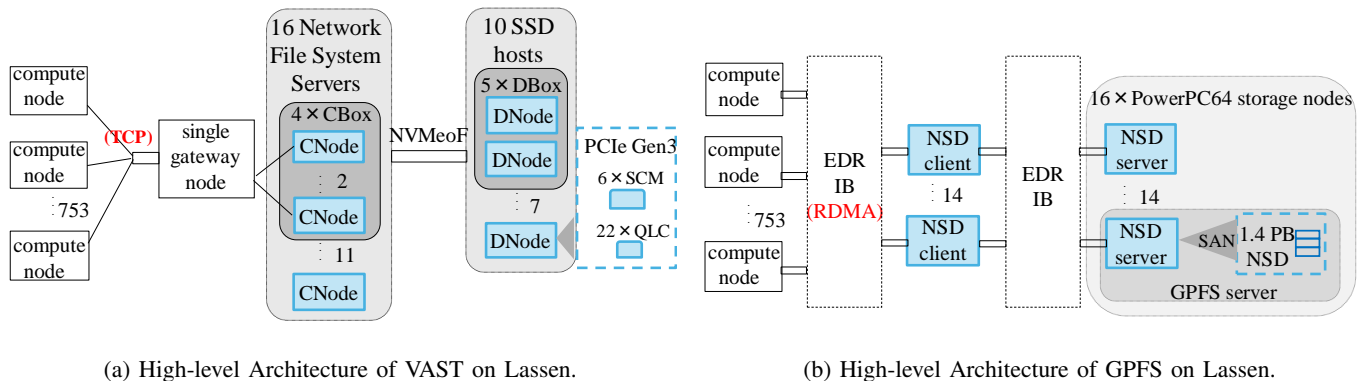 16 Network
File System
Servers
10 SSD
hosts
compute
node
compute
node
⋮753
compute
node
(TCP)
single
gateway
node
4×CBox
CNode
⋮ 2
CNode
⋮ 11
CNode
NVMeoF
5×DBox
DNode
DNode
⋮ 7
DNode
PCIe Gen3
6×SCM
22×QLC
(a) High-level Architecture of VAST on Lassen.
compute
node
compute
node
⋮753
compute
node
EDR
IB
(RDMA)
NSD
client
⋮ 14
NSD
client
EDR
IB
16×PowerPC64 storage nodes
NSD
server
⋮ 14
NSD
server
SAN
1.4 PB
NSD
GPFS server
(b) High-level Architecture of GPFS on Lassen.